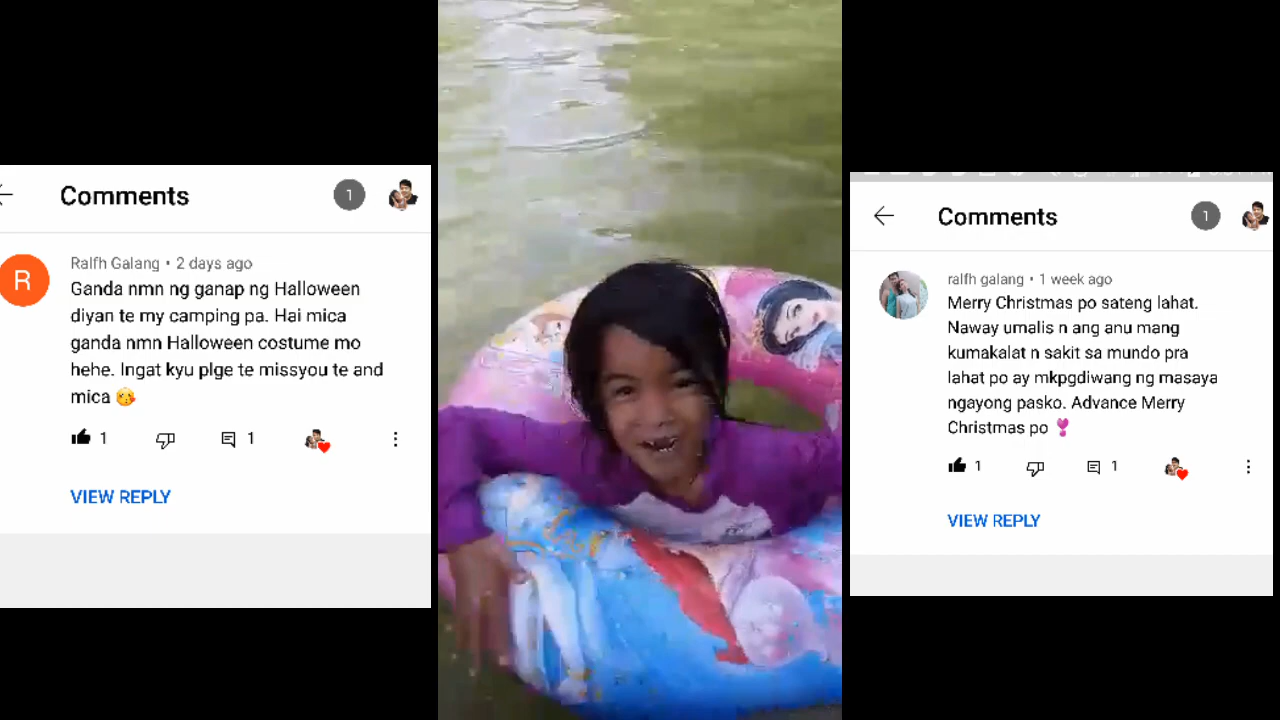 Comments
1
R
Ralfh Galang • 2 days ago
Ganda nmn ng ganap ng Halloween
diyan te my camping pa. Hai mica
ganda nmn Halloween costume mo
hehe. Ingat kyu plge te missyou te and
mica 😘
1
1
VIEW REPLY
Comments
1
ralfh galang • 1 week ago
Merry Christmas po sateng lahat.
Naway umalis n ang anu mang
kumakalat n sakit sa mundo pra
lahat po ay mkpgdiwang ng masaya
ngayong pasko. Advance Merry
Christmas po ❣️
1
1
VIEW REPLY